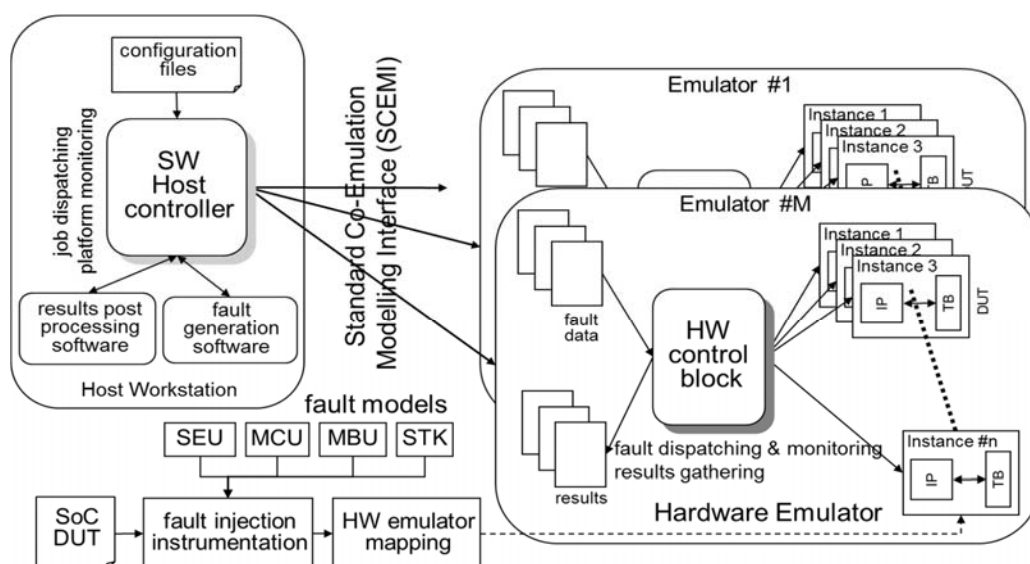 configuration
files
job dispatching
platform monitoring
SW
Host
controller
results post
processing
software
fault
generation
software
Host Workstation
Standard Co-Emulation
Modelling Interface (SCEMI)
Emulator #1
Instance 1
Instance 2
Instance 3
IP
TB
DUT
Emulator #M
Instance 1
Instance 2
Instance 3
IP
TB
DUT
fault
data
HW
control
block
results
fault dispatching & monitoring
results gathering
Instance #n
IP
TB
Hardware Emulator
fault models
SEU
MCU
MBU
STK
SoC
DUT
fault injection
instrumentation
HW emulator
mapping